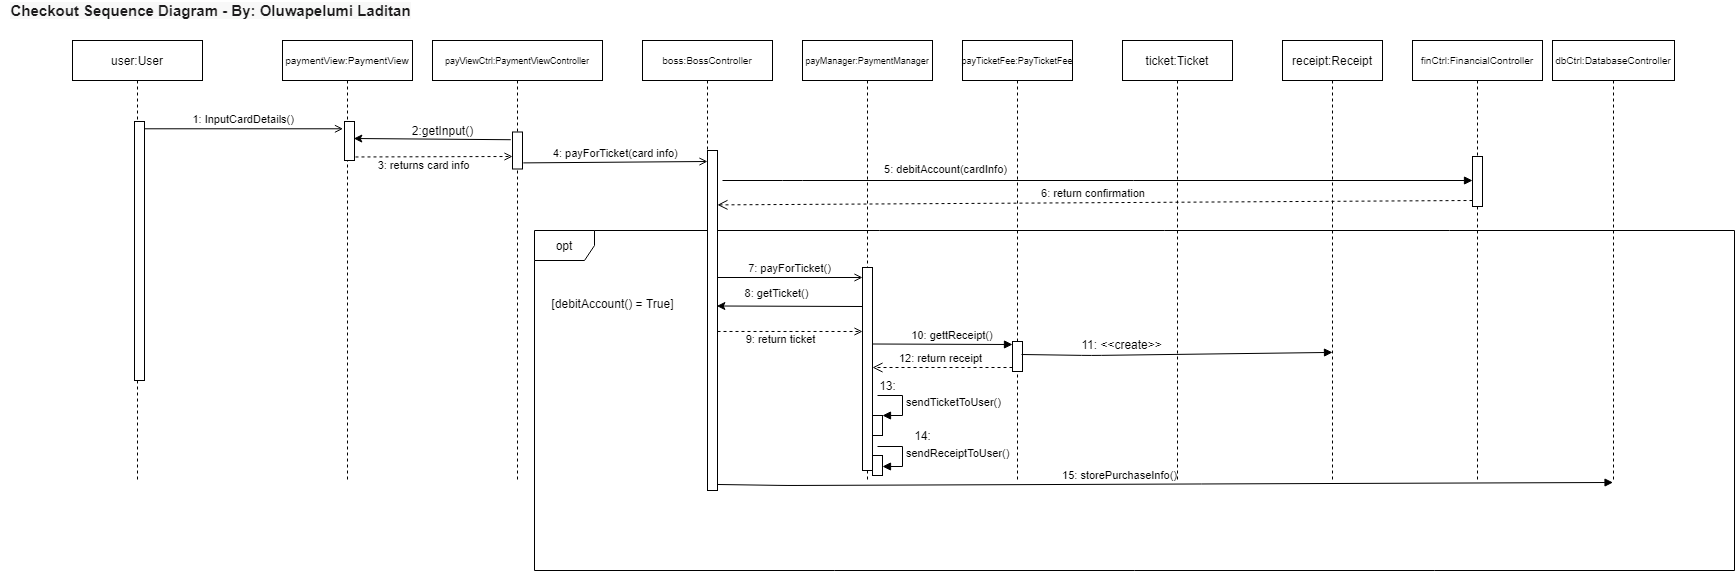 Checkout Sequence Diagram - By: Oluwapelumi Laditan
user:User
paymentView:PaymentView
payViewCtrl:PaymentViewController
boss:BossController
payManager:PaymentManager
payTicketFee:PayTicketFee
ticket:Ticket
receipt:Receipt
finCtrl:FinancialController
dbCtrl:DatabaseController
1: InputCardDetails()
2:getInput()
3: returns card info
4: payForTicket(card info)
5: debitAccount(cardInfo)
6: return confirmation
opt
[debitAccount() = True]
7: payForTicket()
8: getTicket()
9: return ticket
10: gettReceipt()
11: <<create>>
12: return receipt
13:
sendTicketToUser()
14:
sendReceiptToUser()
15: storePurchaseInfo()